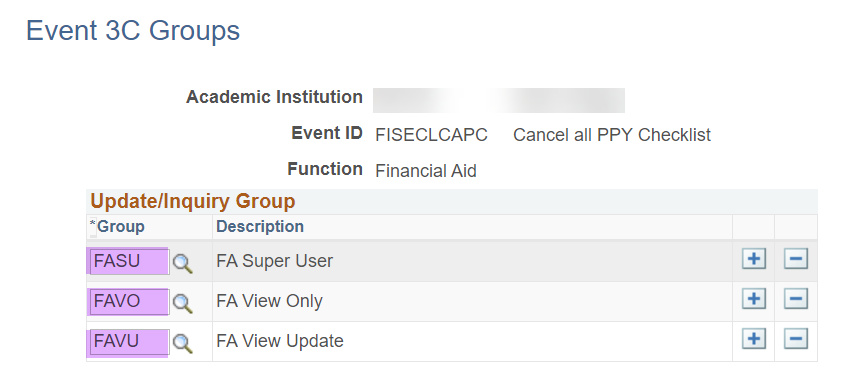 Event 3C Groups
Academic Institution
Event ID FISECLCAPC Cancel all PPY Checklist
Function Financial Aid
Update/Inquiry Group
*Group Description
FASU FA Super User
FAVO FA View Only
FAVU FA View Update